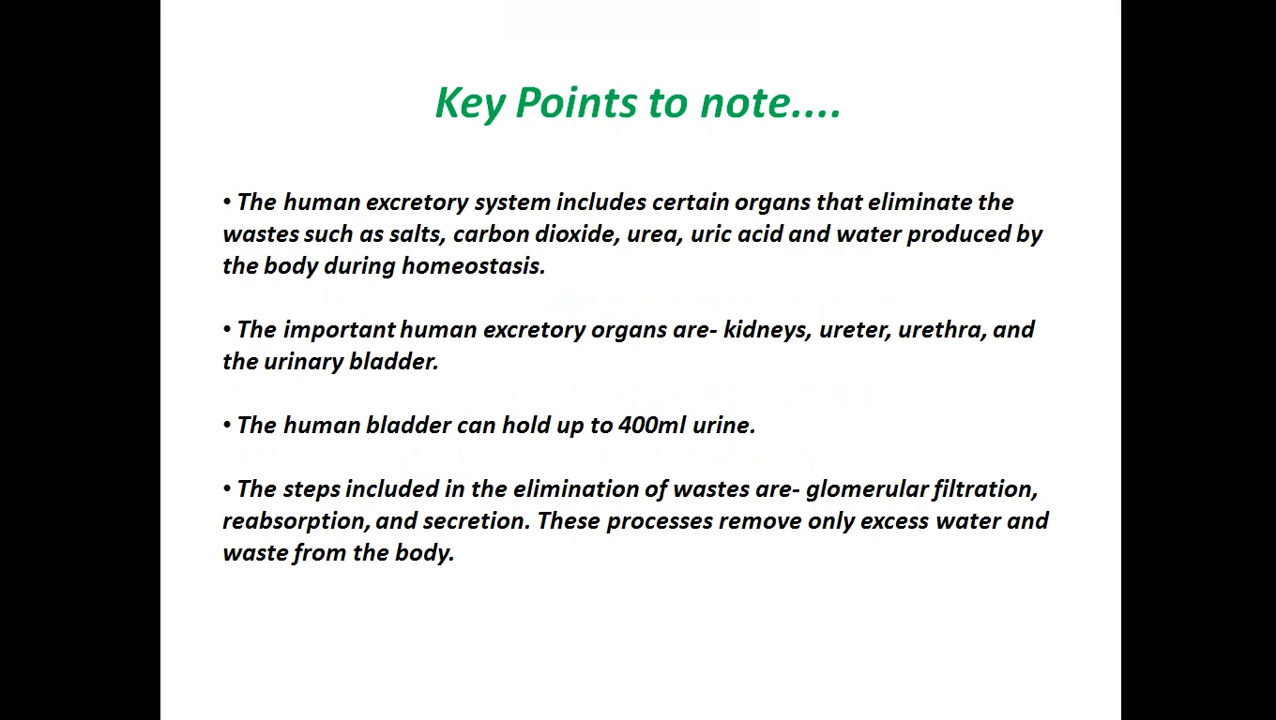 Key Points to note....
• The human excretory system includes certain organs that eliminate the
wastes such as salts, carbon dioxide, urea, uric acid and water produced by
the body during homeostasis.
• The important human excretory organs are- kidneys, ureter, urethra, and
the urinary bladder.
• The human bladder can hold up to 400ml urine.
• The steps included in the elimination of wastes are- glomerular filtration,
reabsorption, and secretion. These processes remove only excess water and
waste from the body.